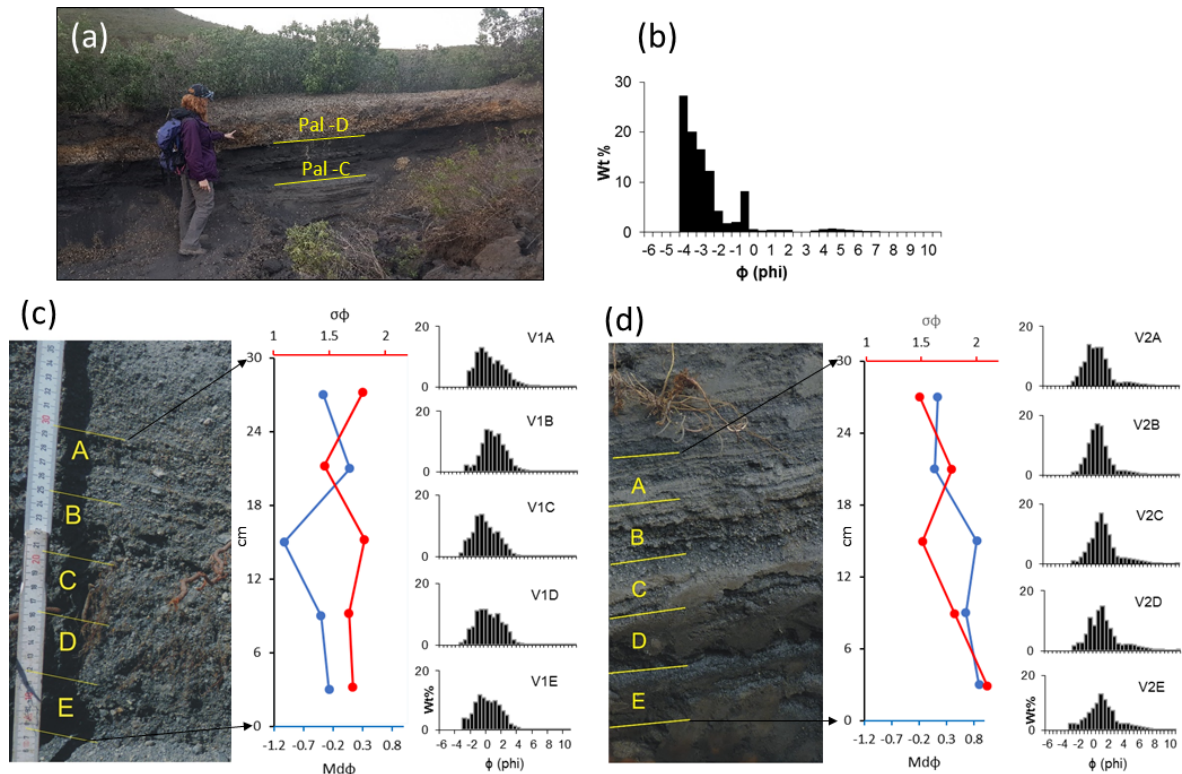 (a)
Pal -D
Pal -C
(b)
30
20
10
0
Wt %
-6 -5 -4 -3 -2 -1 0 1 2 3 4 5 6 7 8 9 10
ϕ (phi)
(c)
A
B
C
D
E
σϕ
1 1.5 2
30
24
18
12
6
0
cm
-1.2 -0.7 -0.2 0.3 0.8
Mdϕ
20
0
V1A
20
0
V1B
20
0
V1C
20
0
V1D
20
0
Wt%
V1E
-6 -4 -2 0 2 4 6 8 10
ϕ (phi)
(d)
A
B
C
D
E
σϕ
1 1.5 2
30
24
18
12
6
0
cm
-1.2 -0.7 -0.2 0.3 0.8
Mdϕ
20
0
V2A
20
0
V2B
20
0
V2C
20
0
V2D
20
0
Wt%
V2E
-6 -4 -2 0 2 4 6 8 10
ϕ (phi)